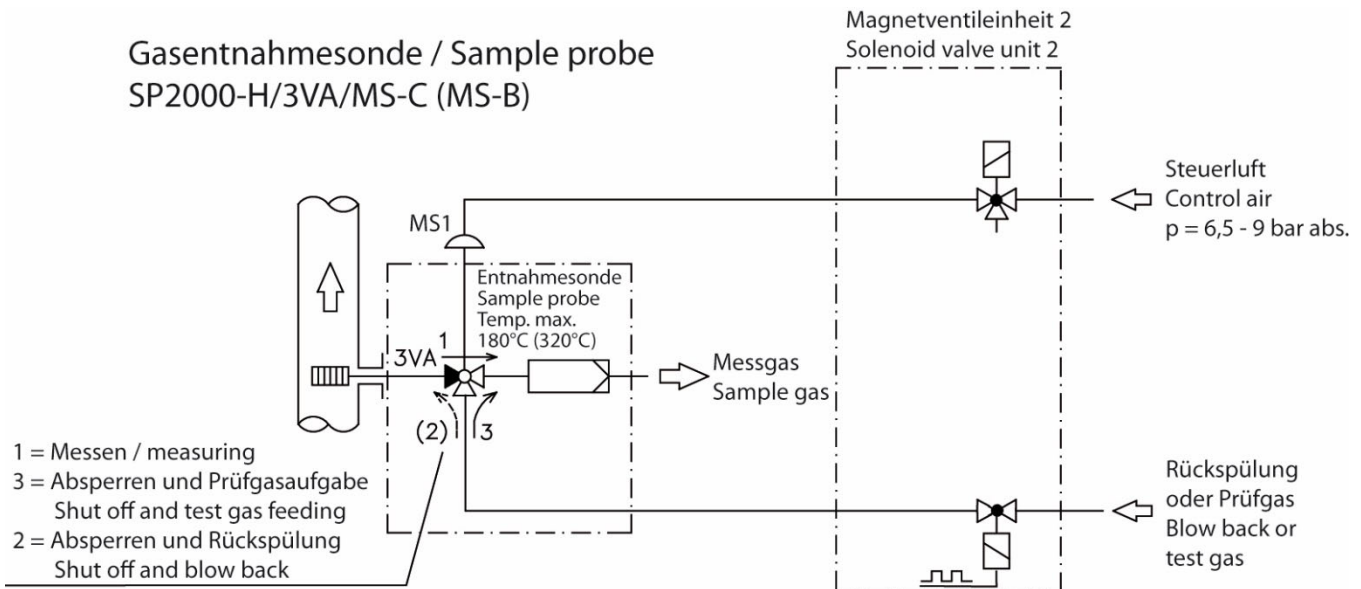 Gasentnahmesonde / Sample probe
SP2000-H/3VA/MS-C (MS-B)
Magnetventileinheit 2
Solenoid valve unit 2
Steuerluft
Control air
p = 6,5 - 9 bar abs.
MS1
Entnahmesonde
Sample probe
Temp. max.
180°C (320°C)
1
3VA
Messgas
Sample gas
(2)
3
1 = Messen / measuring
3 = Absperren und Prüfgasaufgabe
Shut off and test gas feeding
2 = Absperren und Rückspülung
Shut off and blow back
Rückspülung
oder Prüfgas
Blow back or
test gas